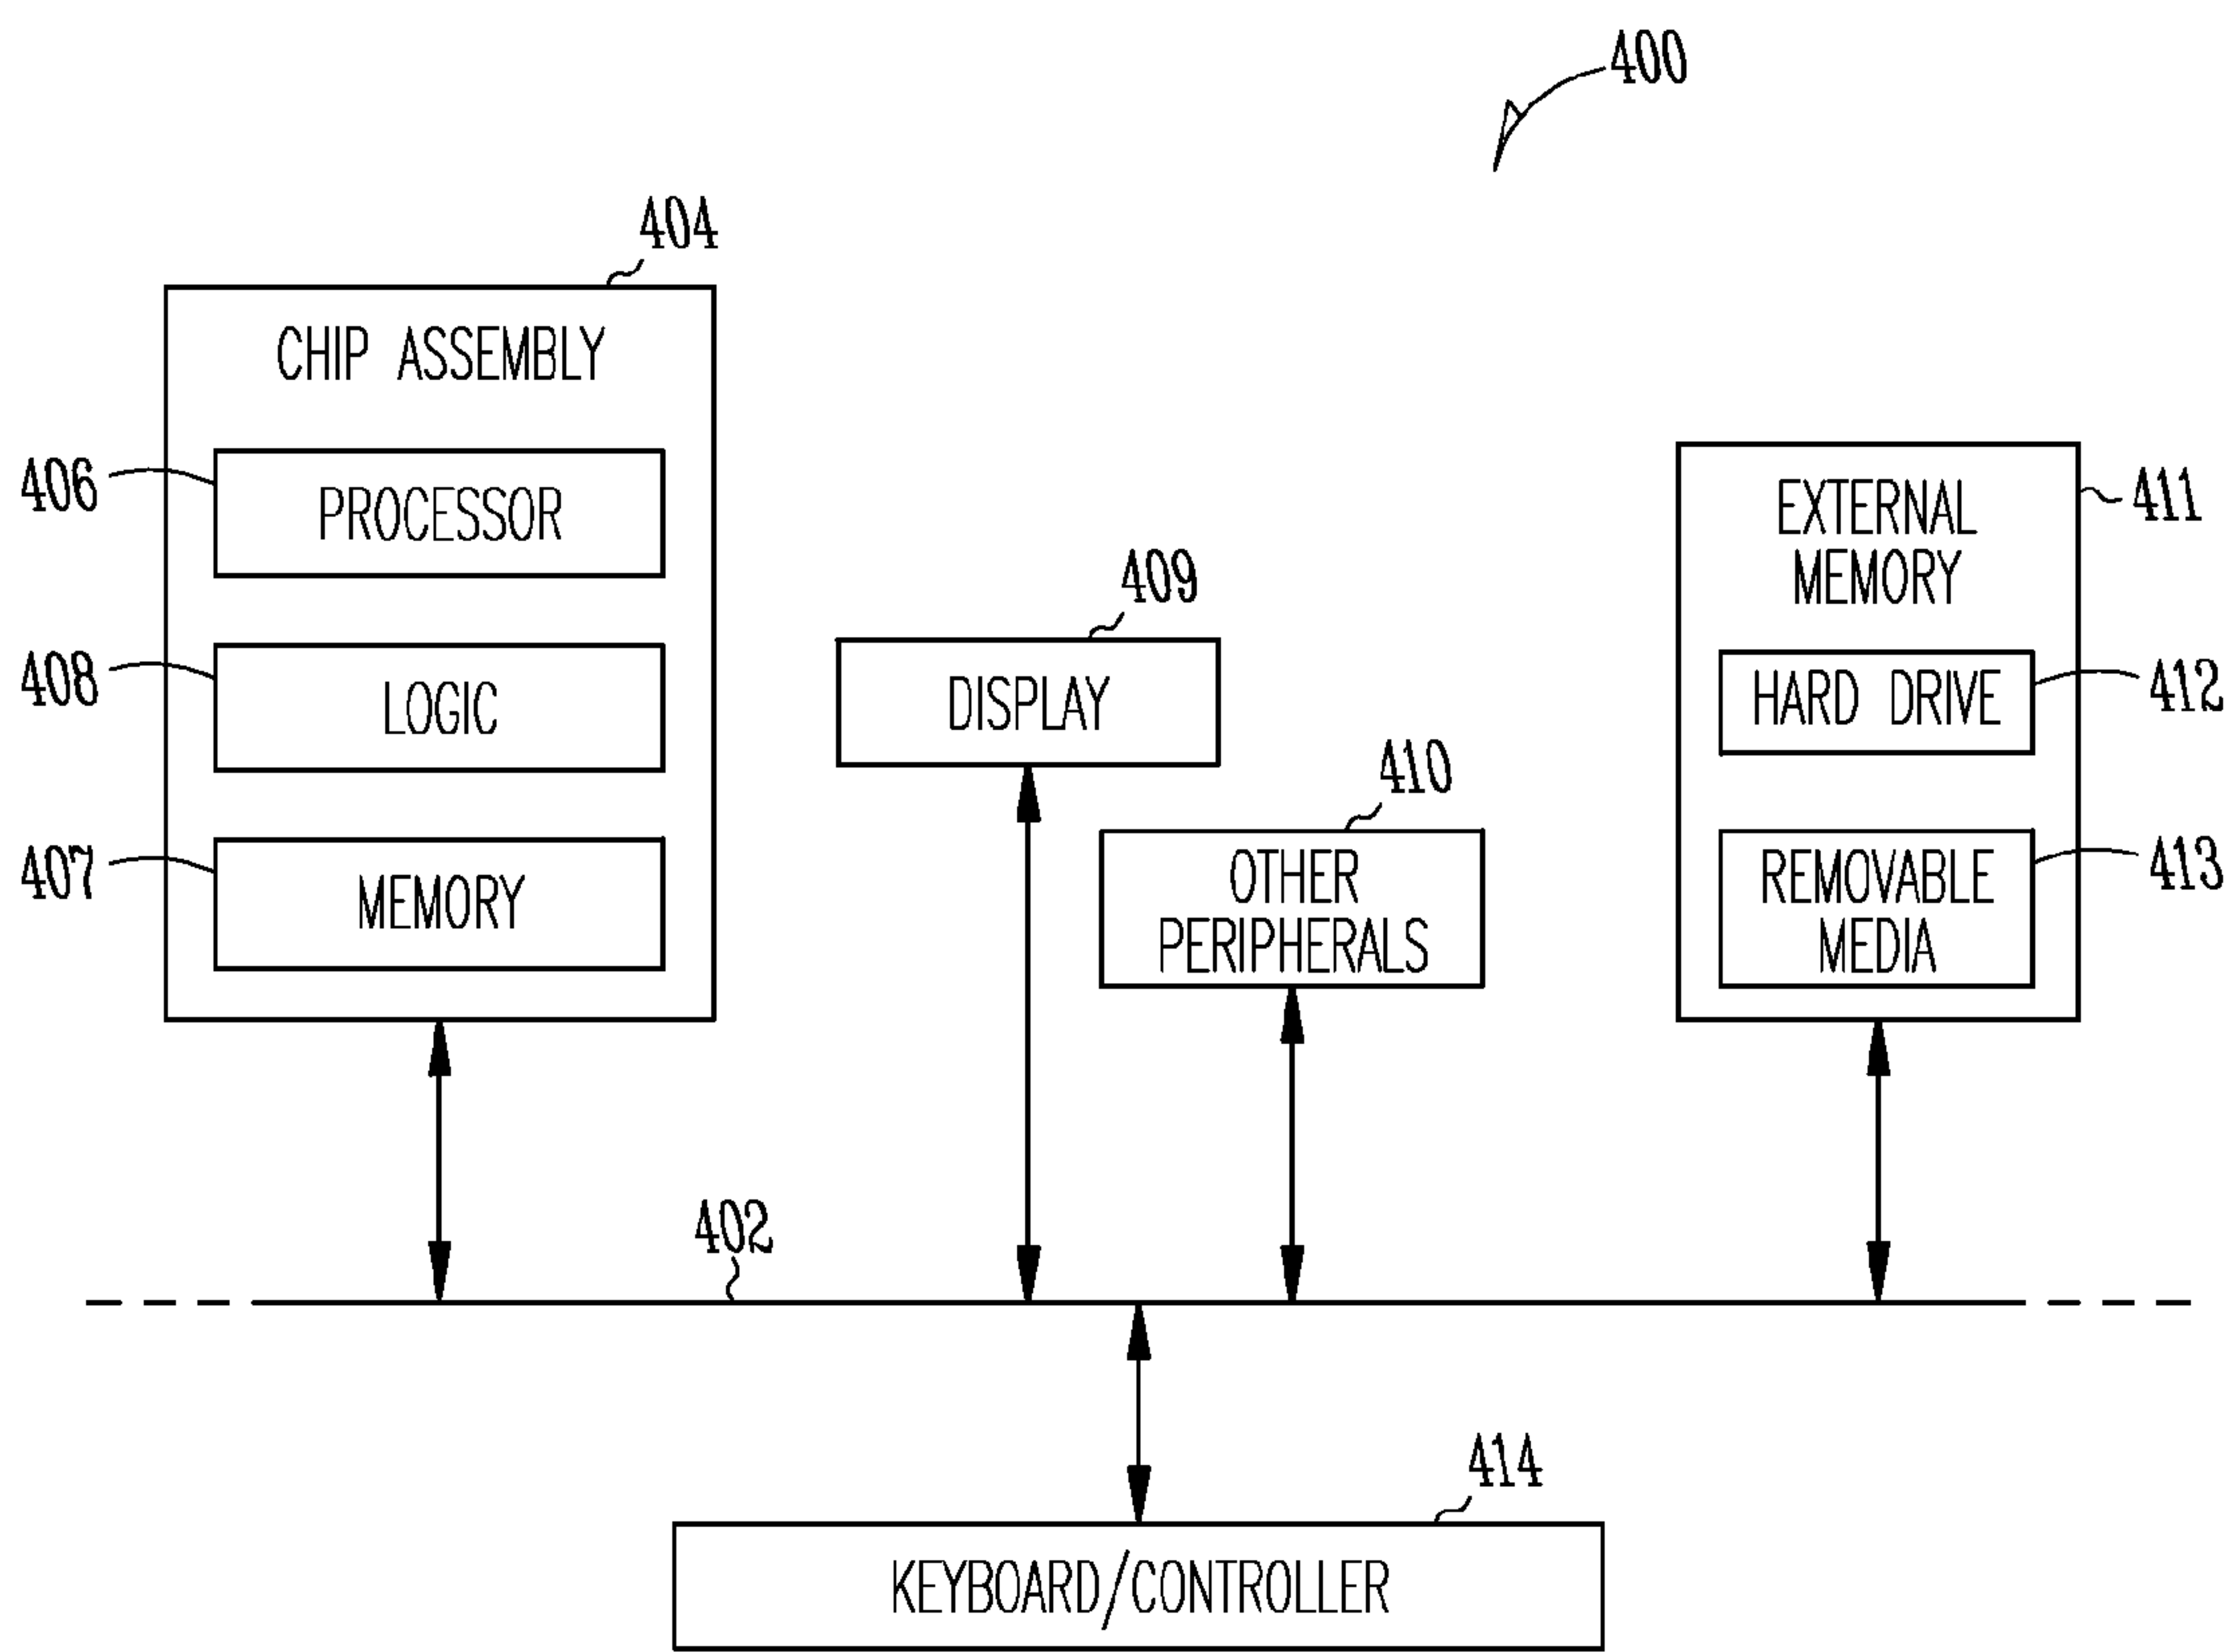 400
404
CHIP ASSEMBLY
406
PROCESSOR
408
LOGIC
407
MEMORY
409
DISPLAY
410
OTHER
PERIPHERALS
EXTERNAL
MEMORY
411
HARD DRIVE
412
REMOVABLE
MEDIA
413
402
414
KEYBOARD/CONTROLLER